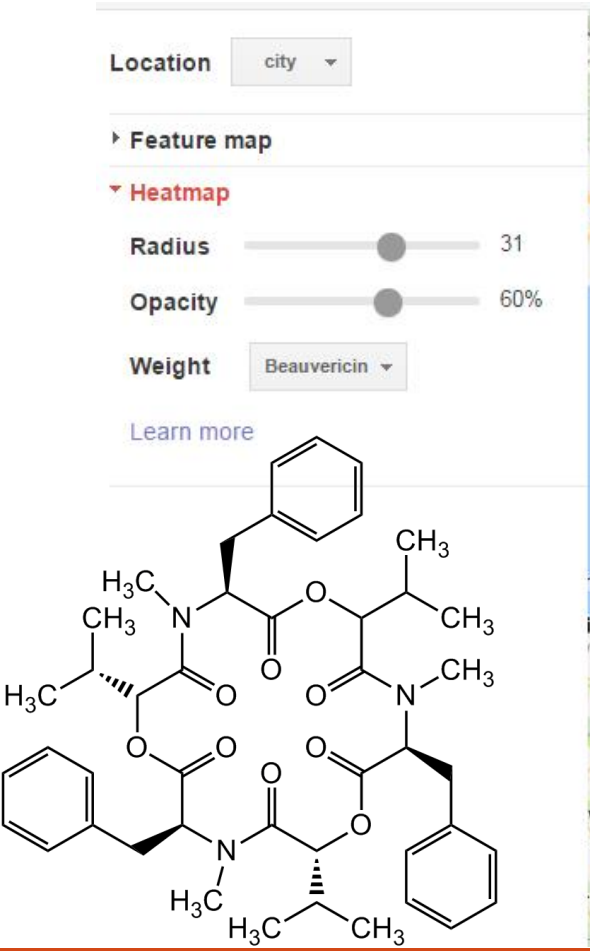 Location city
Feature map
Heatmap
Radius 31
Opacity 60%
Weight Beauvericin
Learn more
CH₃
H₃C
O
CH₃
N
CH₃
O
O
CH₃
H₃C
O
N
O
O
O
O
O
N
H₃C
H₃C
CH₃